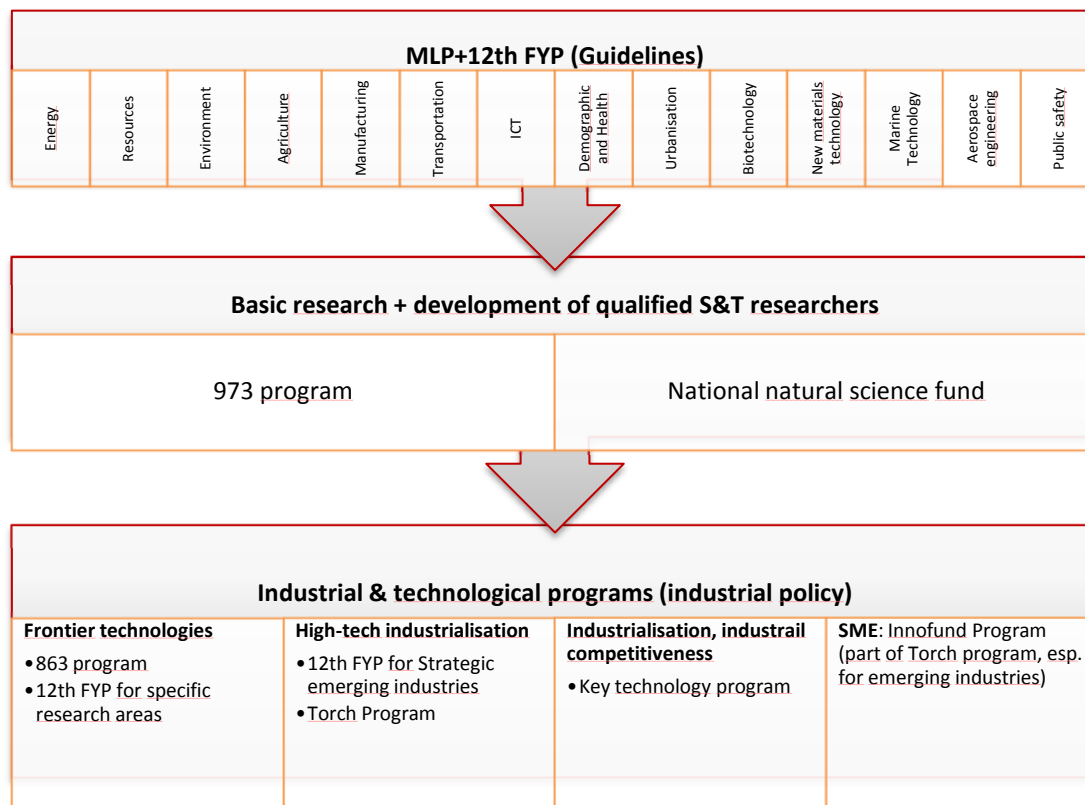 MLP+12th FYP (Guidelines)
Energy
Resources
Environment
Agriculture
Manufacturing
Transportation
ICT
Demographic
and Health
Urbanisation
Biotechnology
New materials
technology
Marine
Technology
Aerospace
engineering
Public safety
Basic research + development of qualified S&T researchers
973 program
National natural science fund
Industrial & technological programs (industrial policy)
Frontier technologies
•863 program
•12th FYP for specific
research areas
High-tech industrialisation
•12th FYP for Strategic
emerging industries
•Torch Program
Industrialisation, industrail
competitiveness
•Key technology program
SME: Innofund Program
(part of Torch program, esp.
for emerging industries)